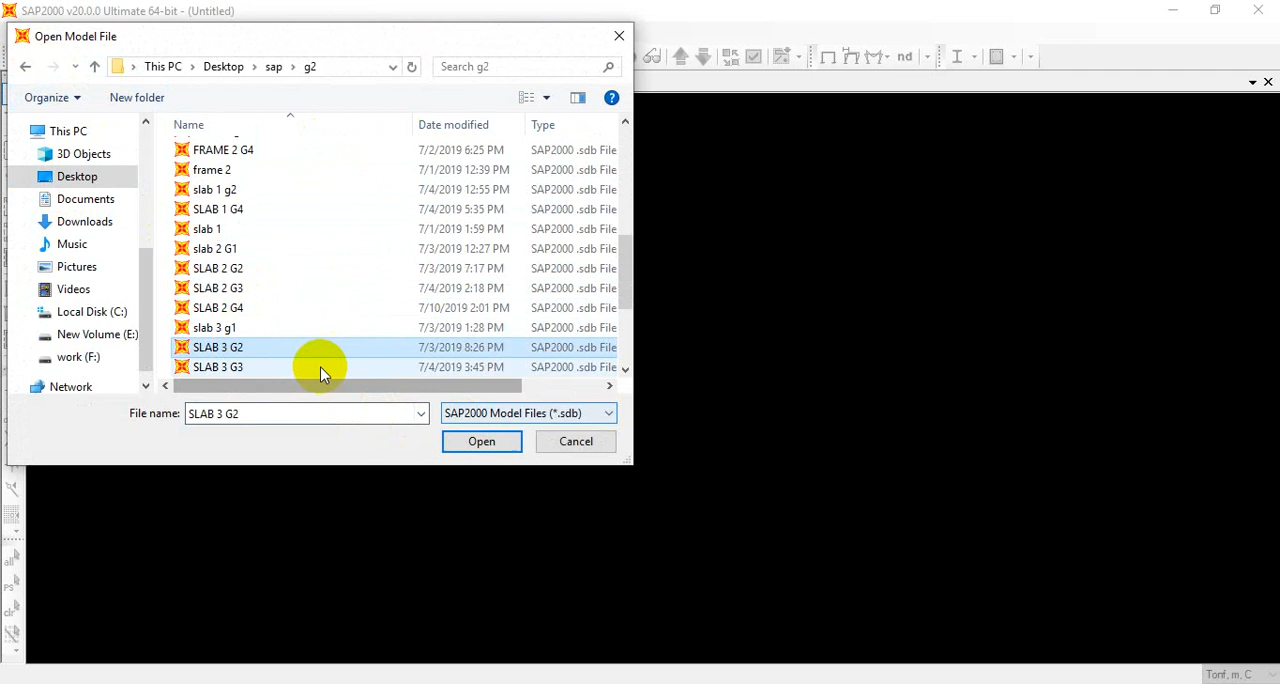 SAP2000 v20.0.0 Ultimate 64-bit - (Untitled)
Open Model File
This PC > Desktop > sap > g2
Search g2
Organize
New folder
Name
Date modified
Type
This PC
3D Objects
Desktop
Documents
Downloads
Music
Pictures
Videos
Local Disk (C:)
New Volume (E:)
work (F:)
Network
FRAME 2 G4 7/2/2019 6:25 PM SAP2000 .sdb File
frame 2 7/1/2019 12:39 PM SAP2000 .sdb File
slab 1 g2 7/4/2019 12:55 PM SAP2000 .sdb File
SLAB 1 G4 7/4/2019 5:35 PM SAP2000 .sdb File
slab 1 7/1/2019 1:59 PM SAP2000 .sdb File
slab 2 G1 7/3/2019 12:27 PM SAP2000 .sdb File
SLAB 2 G2 7/3/2019 7:17 PM SAP2000 .sdb File
SLAB 2 G3 7/4/2019 2:18 PM SAP2000 .sdb File
SLAB 2 G4 7/10/2019 2:01 PM SAP2000 .sdb File
slab 3 g1 7/3/2019 1:28 PM SAP2000 .sdb File
SLAB 3 G2 7/3/2019 8:26 PM SAP2000 .sdb File
SLAB 3 G3 7/4/2019 3:45 PM SAP2000 .sdb File
File name: SLAB 3 G2
SAP2000 Model Files (*.sdb)
Open
Cancel
nd
all
PS
clr
Tonf, m, C